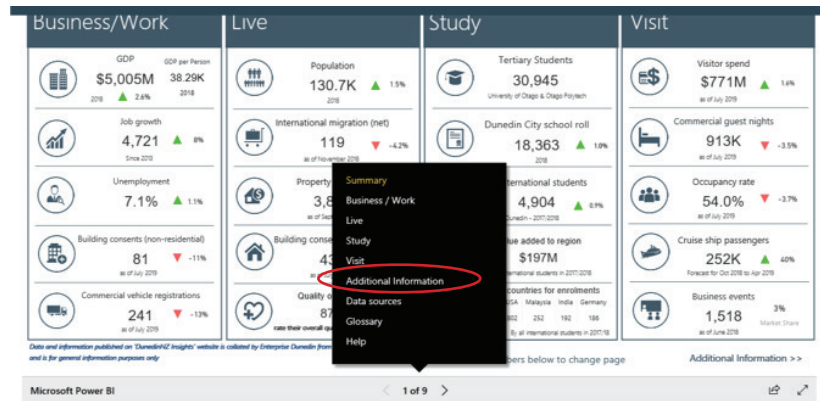 Business/Work
GDP
GDP per Person
$5,005M
38.29K
2018
2.6%
2018
Job growth
4,721
8%
Since 2013
Unemployment
7.1%
1.1%
Building consents (non-residential)
81
-11%
as of July 2019
Commercial vehicle registrations
241
-13%
as of July 2019
Live
Population
130.7K
1.5%
2018
International migration (net)
119
-4.2%
as of November 2018
Property
3,8
as of Sep
Building conse
43
Quality o
87
rate their overall qu
Study
Tertiary Students
30,945
University of Otago & Otago Polytech
Dunedin City school roll
18,363
1.0%
2018
ternational students
4,904
0.9%
Dunedin - 2017/2018
lue added to region
$197M
ernational students in 2017/2018
countries for enrolments
USA Malaysia India Germany
802 252 192 186
By all international students in 2017/18
Visit
Visitor spend
$771M
1.6%
as of July 2019
Commercial guest nights
913K
-3.5%
as of July 2019
Occupancy rate
54.0%
-3.7%
as of July 2019
Cruise ship passengers
252K
40%
Forecast for Oct 2018 to Apr 2019
Business events
1,518
3%
Market Share
as of June 2018
Summary
Business / Work
Live
Study
Visit
Additional Information
Data sources
Glossary
Help
Data and information published on 'DunedinNZ Insights' website is collated by Enterprise Dunedin from
and is for general information purposes only
bers below to change page
Additional Information >>
Microsoft Power BI
< 1 of 9 >